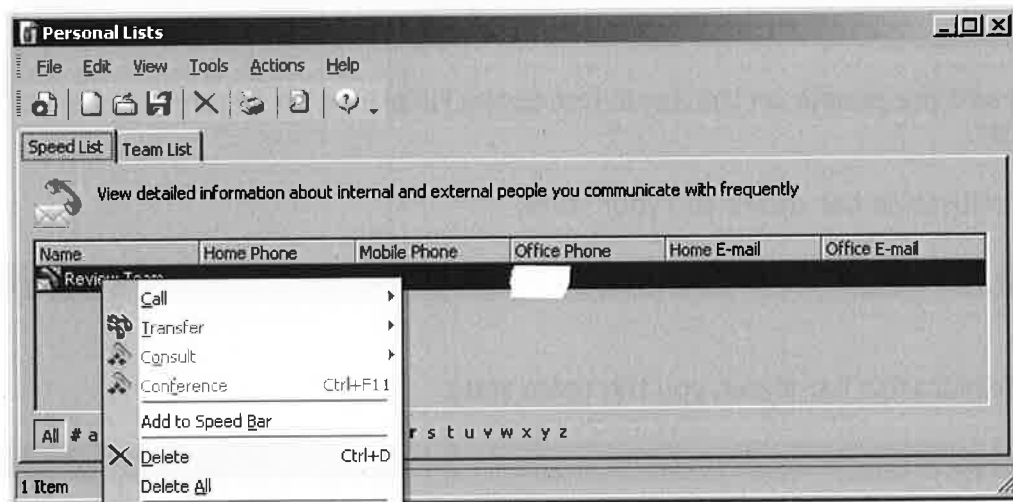 Personal Lists
File Edit View Tools Actions Help
Speed List Team List
View detailed information about internal and external people you communicate with frequently
Name Home Phone Mobile Phone Office Phone Home E-mail Office E-mail
Review Team
Call
Transfer
Consult
Conference Ctrl+F11
Add to Speed Bar
All # a r s t u v w x y z
Delete Ctrl+D
1 Item
Delete All